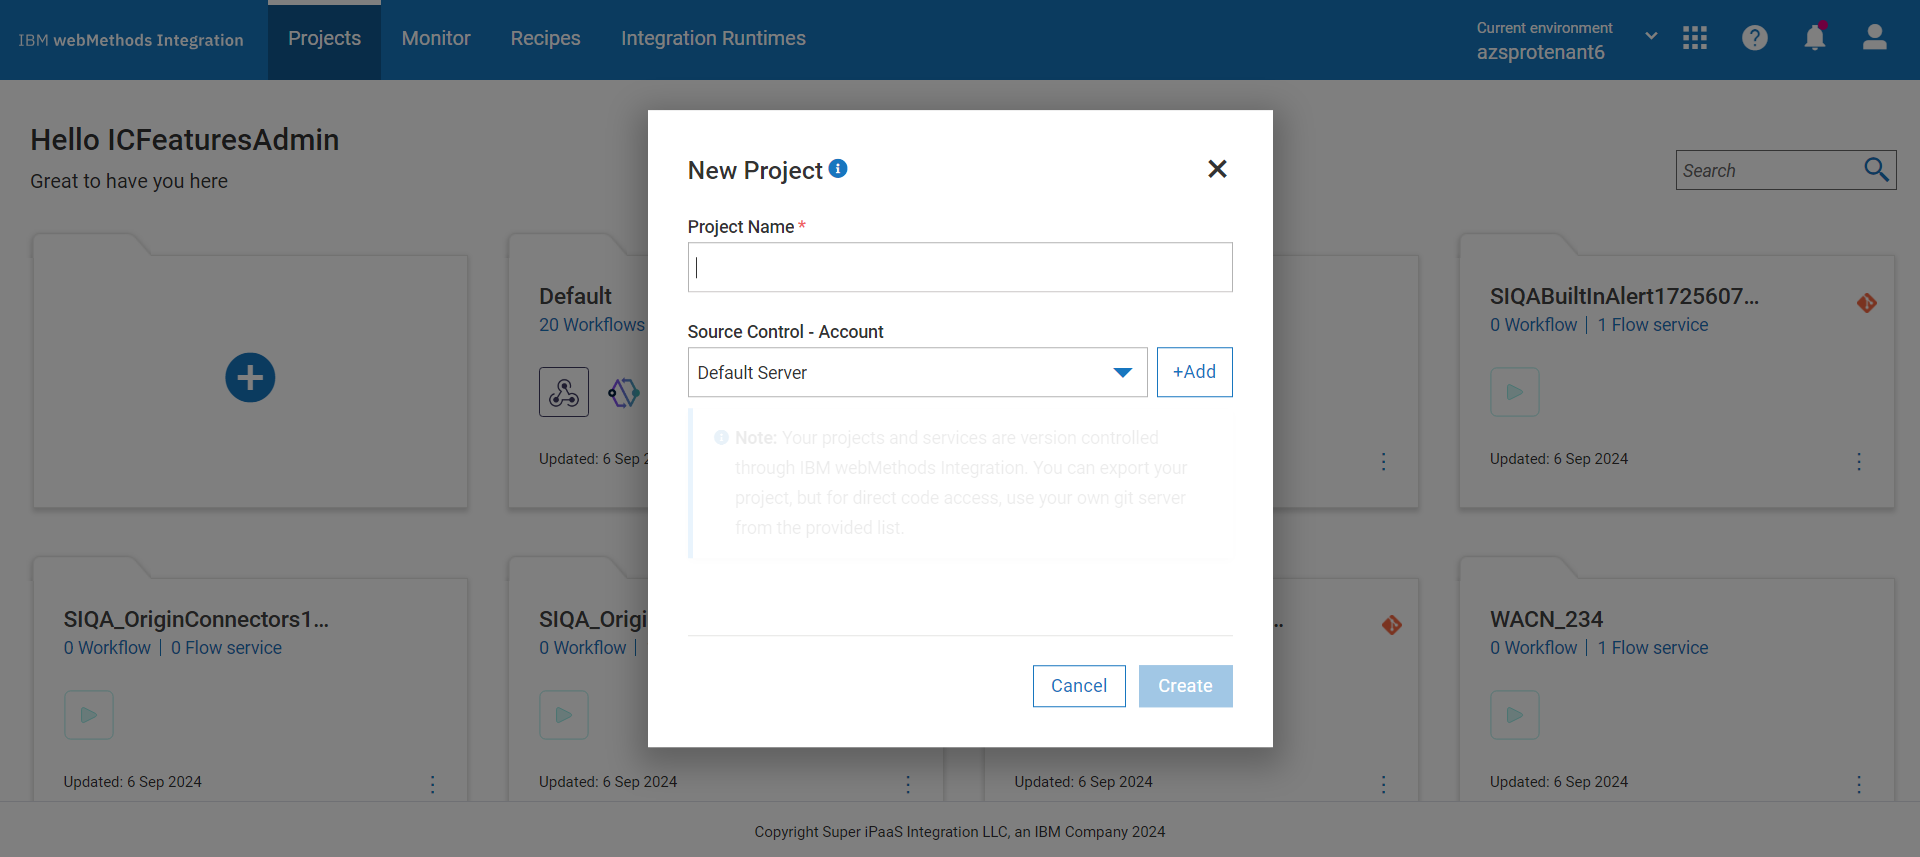 IBM webMethods Integration
Projects
Monitor
Recipes
Integration Runtimes
Current environment
azsprotenant6
Hello ICFeaturesAdmin
Great to have you here
Search
New Project
Project Name *
Source Control - Account
Default Server
+Add
Note: Your projects and services are version controlled
through IBM webMethods Integration. You can export your
project, but for direct code access, use your own git server
from the provided list.
Cancel
Create
Default
20 Workflows
Updated: 6 Sep 2
SIQABuiltInAlert1725607...
0 Workflow | 1 Flow service
Updated: 6 Sep 2024
SIQA_OriginConnectors1...
0 Workflow | 0 Flow service
Updated: 6 Sep 2024
SIQA_Origi
0 Workflow |
Updated: 6 Sep 2024
..
Updated: 6 Sep 2024
WACN_234
0 Workflow | 1 Flow service
Updated: 6 Sep 2024
Copyright Super iPaaS Integration LLC, an IBM Company 2024